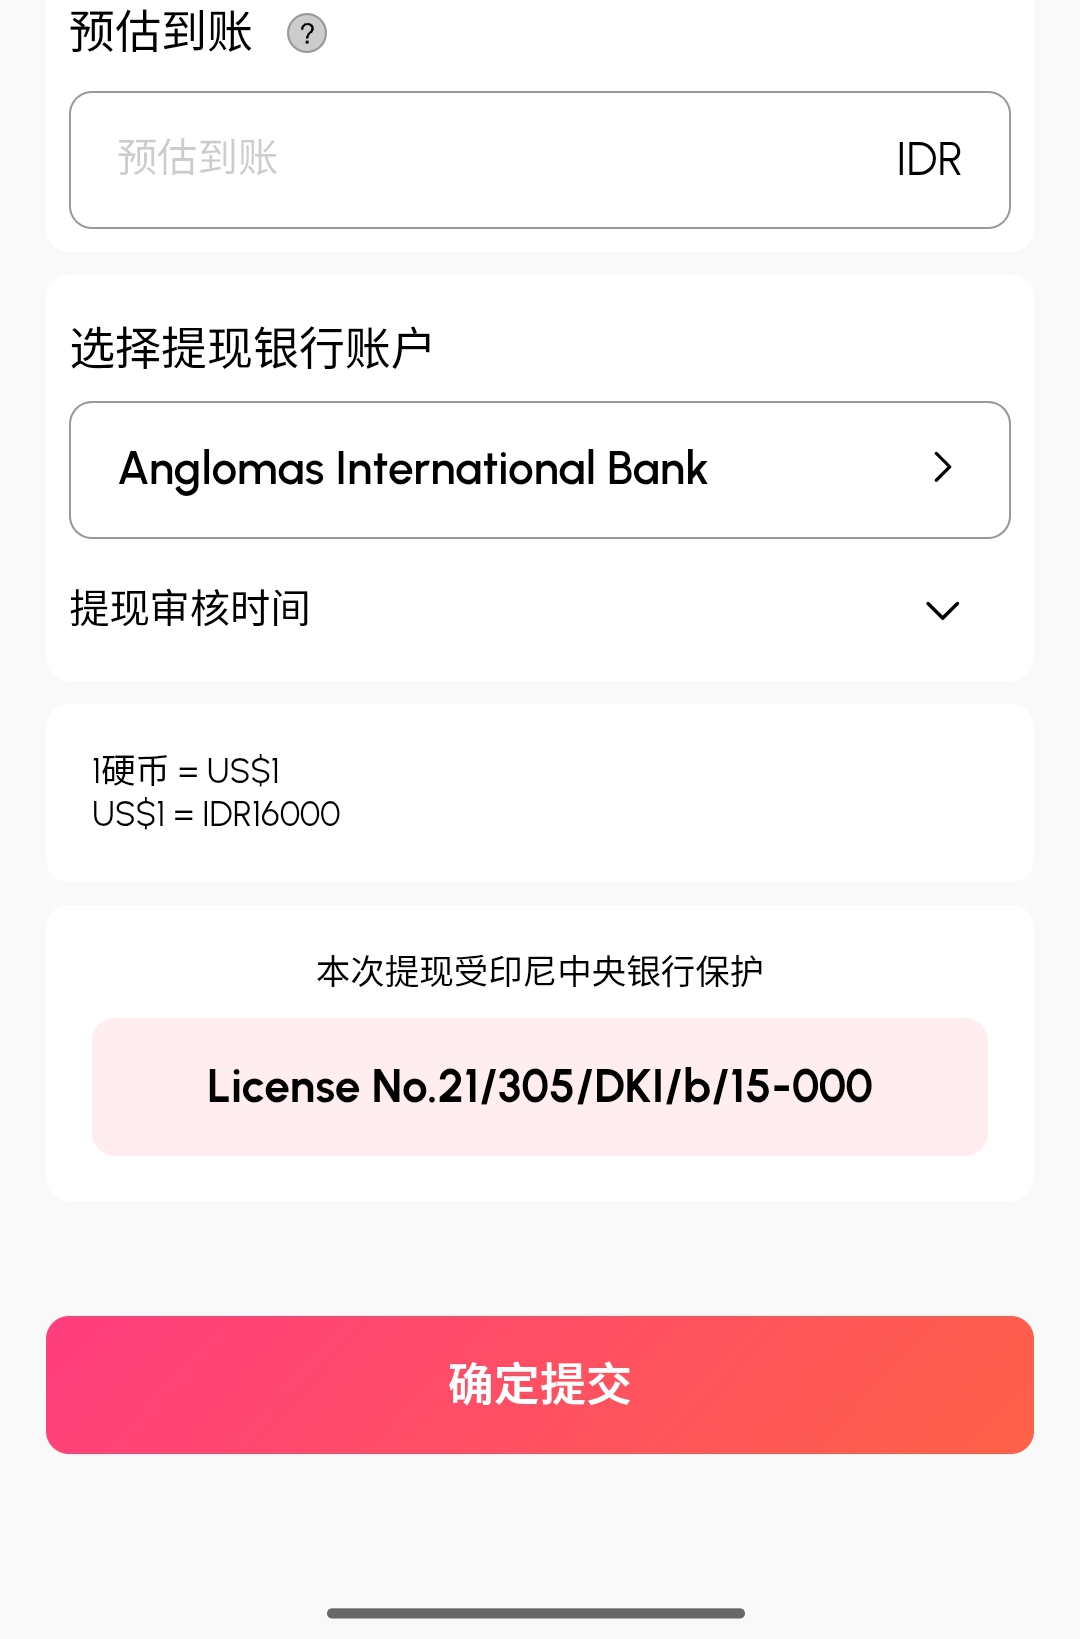 预估到账 ?
预估到账 IDR
选择提现银行账户
Anglomas International Bank
提现审核时间
1硬币 = US$1
US$1 = IDR16000
本次提现受印尼中央银行保护
License No.21/305/DKI/b/15-000
确定提交